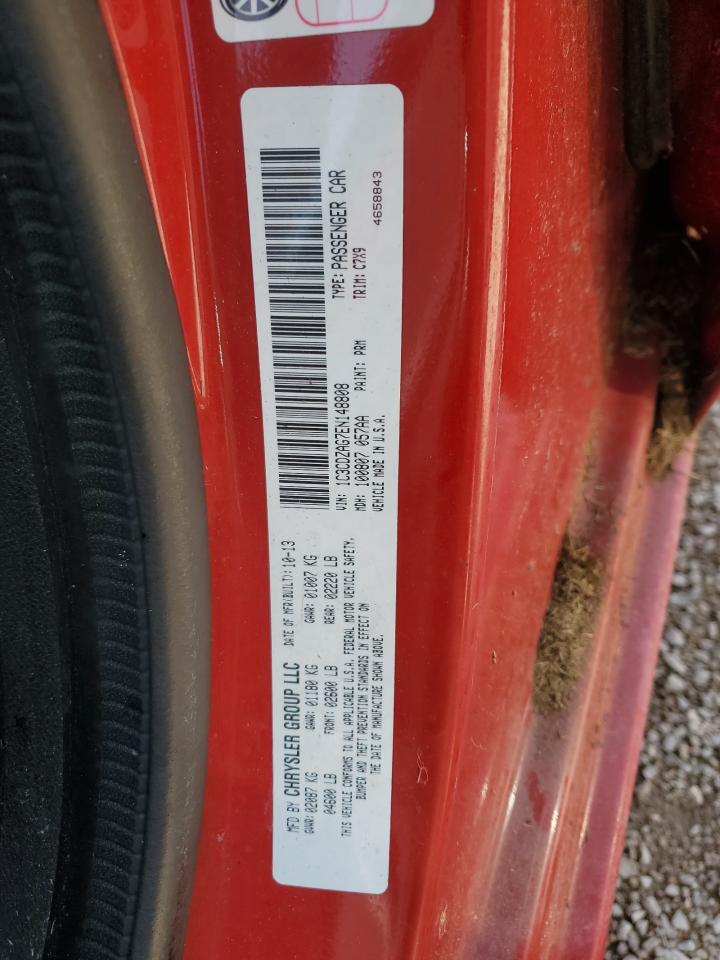 MFD BY CHRYSLER GROUP LLC DATE OF MFR(BUILT): 10-13
GVWR: 02087 KG GAWR: 01180 KG GAWR: 01007 KG
04600 LB FRONT: 02600 LB REAR: 02220 LB
THIS VEHICLE CONFORMS TO ALL APPLICABLE U.S.A. FEDERAL MOTOR VEHICLE SAFETY,
BUMPER AND THEFT PREVENTION STANDARDS IN EFFECT ON
THE DATE OF MANUFACTURE SHOWN ABOVE.
VIN: 1C3CDZAG7EN148808 TYPE: PASSENGER CAR
MDH: 100807 057AA PAINT: PRM TRIM: C7X9
VEHICLE MADE IN U.S.A. 4658843